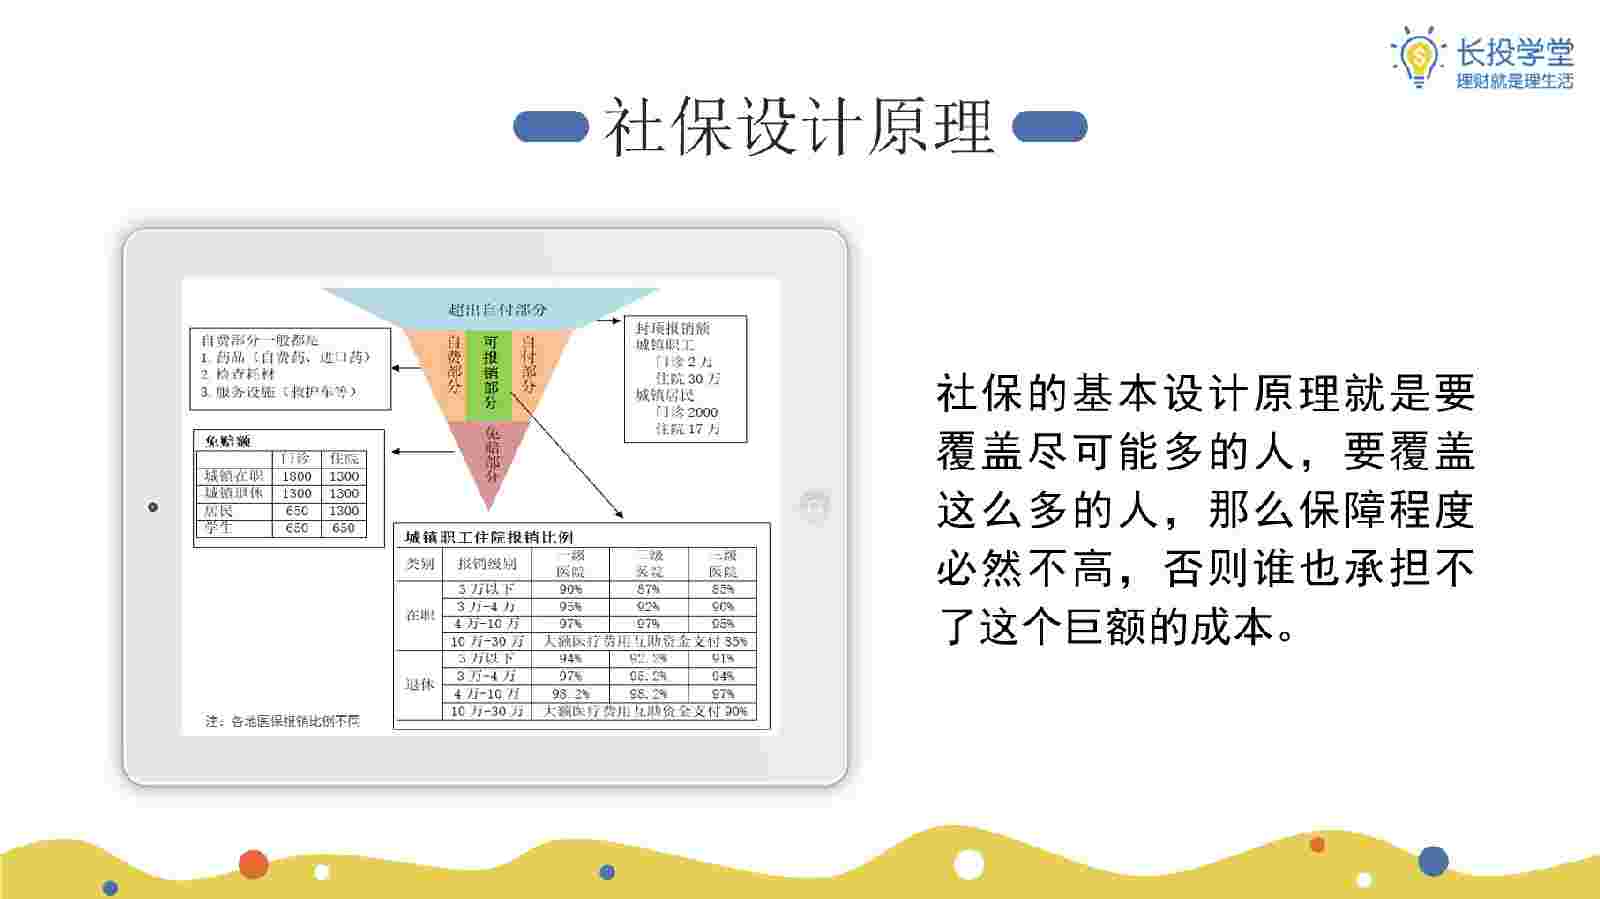 长投学堂
理财就是理生活
社保设计原理
超出自付部分
自费部分
可报销部分
自付部分
免赔部分
自费部分一般都是
1. 药品（自费药、进口药）
2. 检查耗材
3. 服务设施（救护车等）
封顶报销额
城镇职工
门诊 2 万
住院 30 万
城镇居民
门诊 2000
住院 17 万
免赔额
门诊 住院
城镇在职 1800 1300
城镇退休 1300 1300
居民 650 1300
学生 650 650
城镇职工住院报销比例
类别 报销级别 一级医院 二级医院 三级医院
在职
3 万以下 90% 87% 85%
3 万-4 万 95% 92% 90%
4 万-10 万 97% 97% 95%
10 万-30 万 大额医疗费用互助资金支付 85%
退休
3 万以下 94% 92.2% 91%
3 万-4 万 97% 94%
4 万-10 万 98.2% 98.2% 97%
10 万-30 万 大额医疗费用互助资金支付 90%
注：各地医保报销比例不同
社保的基本设计原理就是要
覆盖尽可能多的人，要覆盖
这么多的人，那么保障程度
必然不高，否则谁也承担不
了这个巨额的成本。